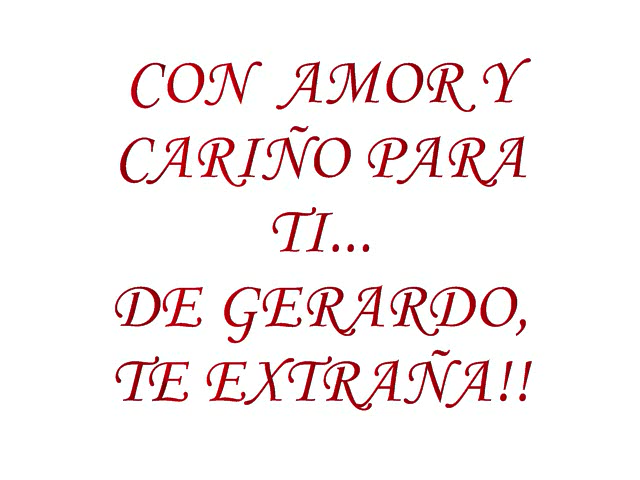 CON AMOR Y
CARIÑO PARA
TI...
DE GERARDO,
TE EXTRAÑA!!